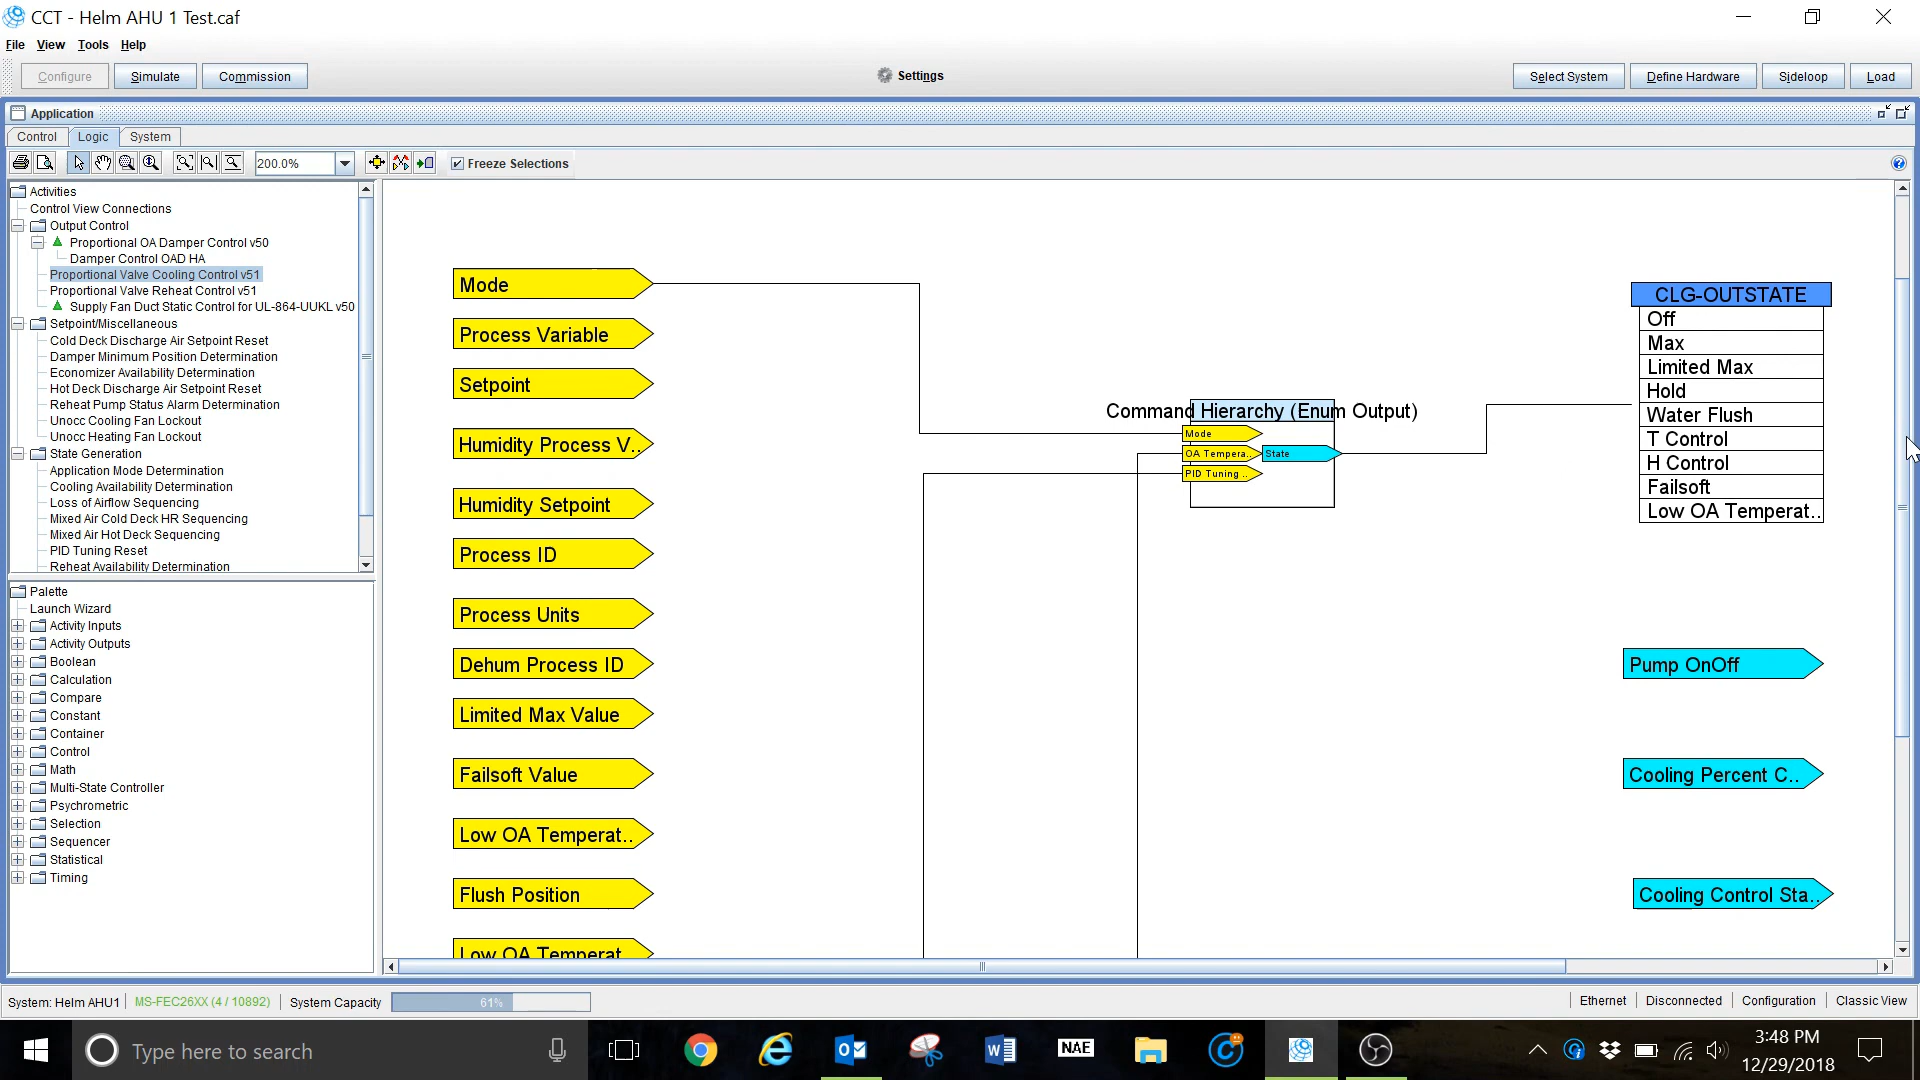 CCT - Helm AHU 1 Test.caf
File View Tools Help
Configure Simulate Commission Settings Select System Define Hardware Sideloop Load
Application
Control Logic System
200.0% Freeze Selections
Activities
Control View Connections
Output Control
Proportional OA Damper Control v50
Damper Control OAD HA
Proportional Valve Cooling Control v51
Proportional Valve Reheat Control v51
Supply Fan Duct Static Control for UL-864-UUKL v50
Setpoint/Miscellaneous
Cold Deck Discharge Air Setpoint Reset
Damper Minimum Position Determination
Economizer Availability Determination
Hot Deck Discharge Air Setpoint Reset
Reheat Pump Status Alarm Determination
Unocc Cooling Fan Lockout
Unocc Heating Fan Lockout
State Generation
Application Mode Determination
Cooling Availability Determination
Loss of Airflow Sequencing
Mixed Air Cold Deck HR Sequencing
Mixed Air Hot Deck Sequencing
PID Tuning Reset
Reheat Availability Determination
Palette
Launch Wizard
Activity Inputs
Activity Outputs
Boolean
Calculation
Compare
Constant
Container
Control
Math
Multi-State Controller
Psychrometric
Selection
Sequencer
Statistical
Timing
Mode
Process Variable
Setpoint
Humidity Process V..
Humidity Setpoint
Process ID
Process Units
Dehum Process ID
Limited Max Value
Failsoft Value
Low OA Temperat..
Flush Position
Low OA Temperat
Command Hierarchy (Enum Output)
Mode
OA Tempera.. State
PID Tuning ..
CLG-OUTSTATE
Off
Max
Limited Max
Hold
Water Flush
T Control
H Control
Failsoft
Low OA Temperat..
Pump OnOff
Cooling Percent C..
Cooling Control Sta..
System: Helm AHU1 MS-FEC26XX (4 / 10892) System Capacity 61% Ethernet Disconnected Configuration Classic View
Type here to search NAE 3:48 PM
12/29/2018